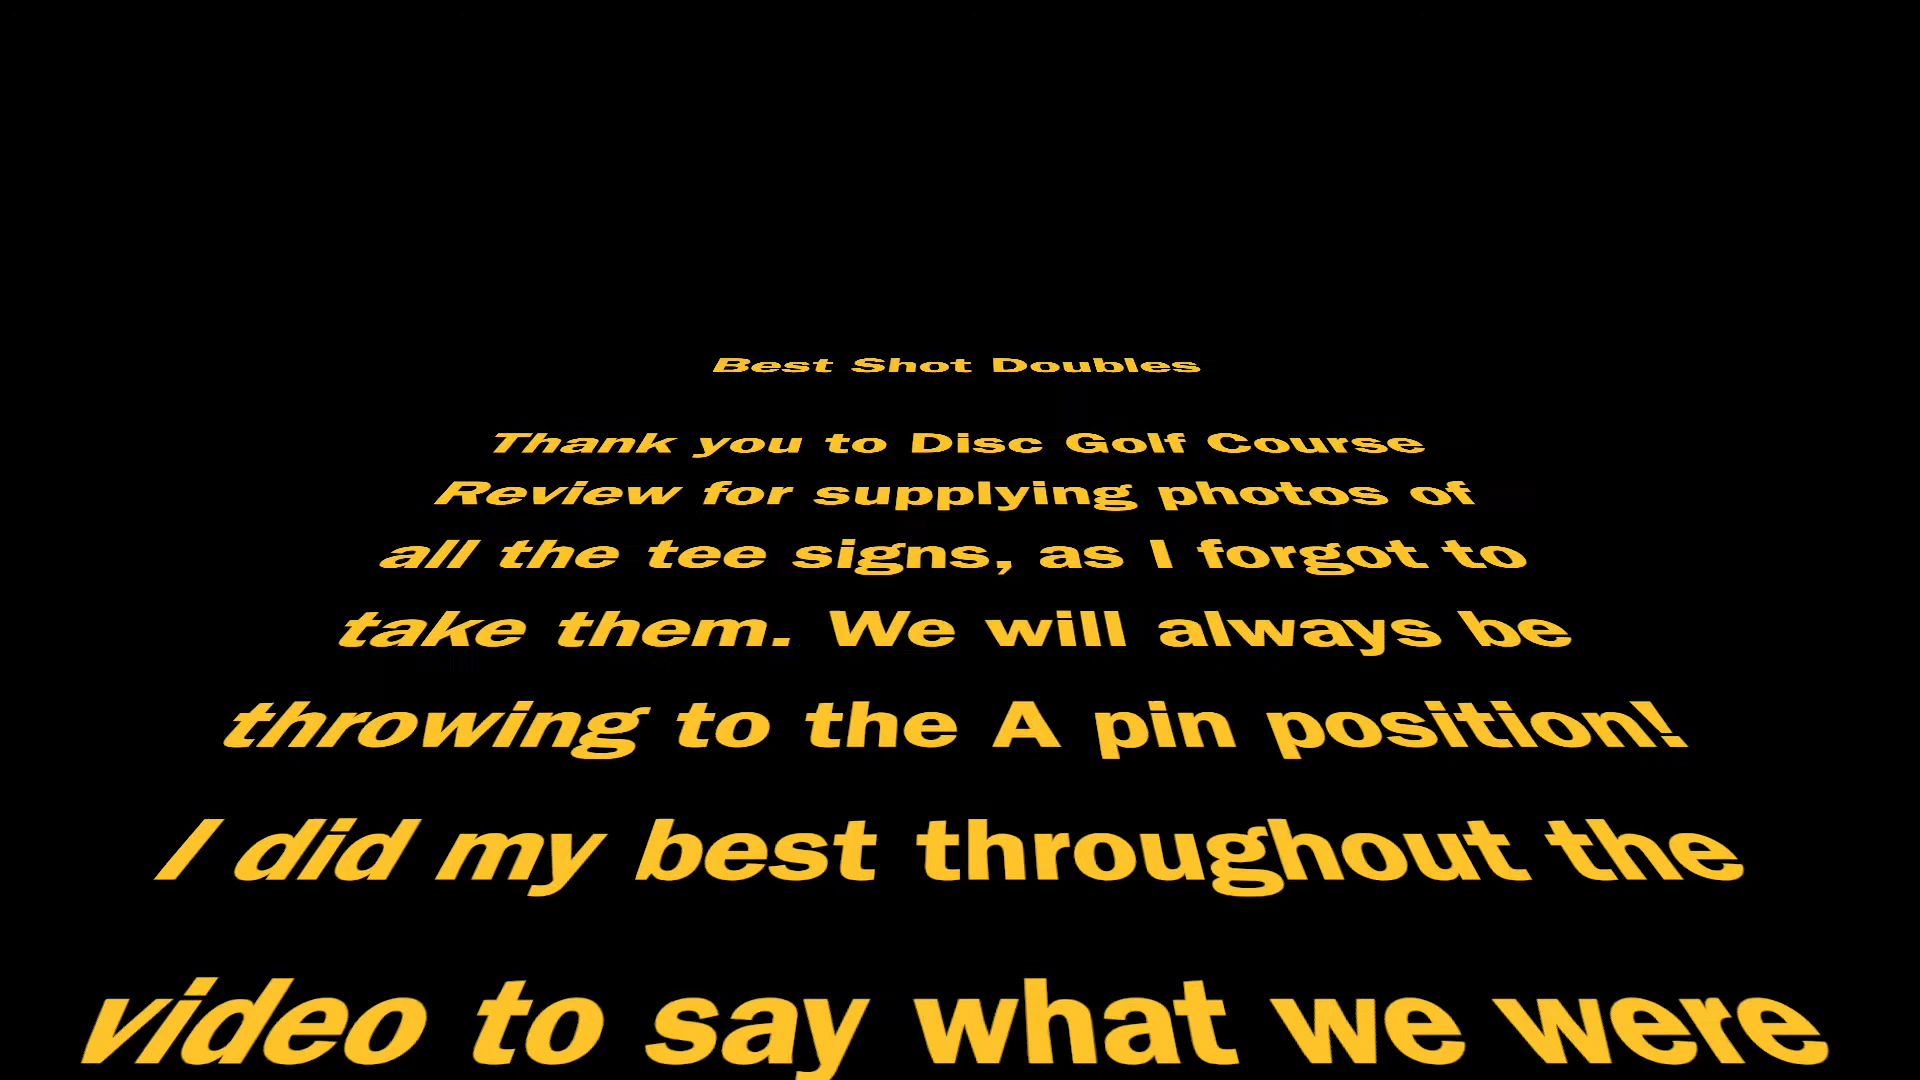 Best Shot Doubles
Thank you to Disc Golf Course
Review for supplying photos of
all the tee signs, as I forgot to
take them. We will always be
throwing to the A pin position!
I did my best throughout the
video to say what we were